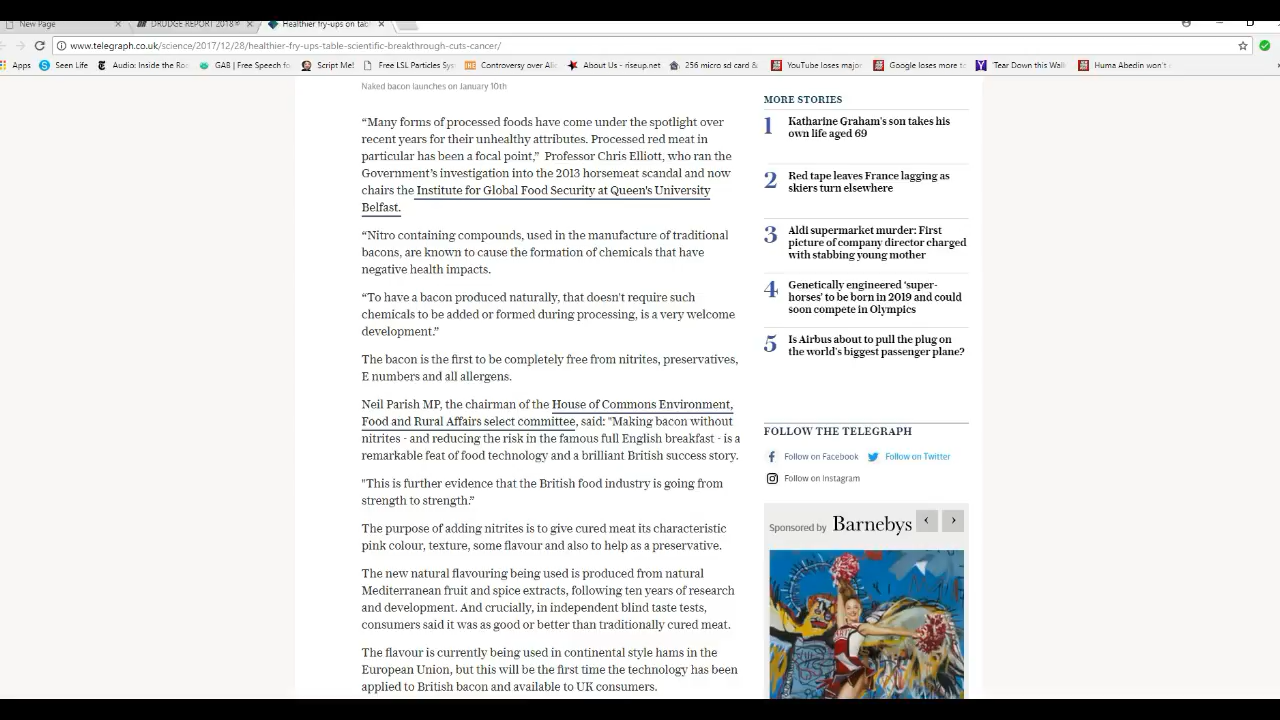 New Page
DRUDGE REPORT 2018®
Healthier fry-ups on tab
www.telegraph.co.uk/science/2017/12/28/healthier-fry-ups-table-scientific-breakthrough-cuts-cancer/
Apps
Seen Life
Audio: Inside the Ro
GAB | Free Speech fo
Script Me!
Free LSL Particles Sys
Controversy over Ali
About Us - riseup.net
256 micro sd card &
YouTube loses major
Google loses more t
Tear Down this Wall
Huma Abedin won't
Naked bacon launches on January 10th
“Many forms of processed foods have come under the spotlight over
recent years for their unhealthy attributes. Processed red meat in
particular has been a focal point,” Professor Chris Elliott, who ran the
Government’s investigation into the 2013 horsemeat scandal and now
chairs the Institute for Global Food Security at Queen's University
Belfast.
“Nitro containing compounds, used in the manufacture of traditional
bacons, are known to cause the formation of chemicals that have
negative health impacts.
“To have a bacon produced naturally, that doesn't require such
chemicals to be added or formed during processing, is a very welcome
development.”
The bacon is the first to be completely free from nitrites, preservatives,
E numbers and all allergens.
Neil Parish MP, the chairman of the House of Commons Environment,
Food and Rural Affairs select committee, said: "Making bacon without
nitrites - and reducing the risk in the famous full English breakfast - is a
remarkable feat of food technology and a brilliant British success story.
"This is further evidence that the British food industry is going from
strength to strength.”
The purpose of adding nitrites is to give cured meat its characteristic
pink colour, texture, some flavour and also to help as a preservative.
The new natural flavouring being used is produced from natural
Mediterranean fruit and spice extracts, following ten years of research
and development. And crucially, in independent blind taste tests,
consumers said it was as good or better than traditionally cured meat.
The flavour is currently being used in continental style hams in the
European Union, but this will be the first time the technology has been
applied to British bacon and available to UK consumers.
MORE STORIES
1 Katharine Graham's son takes his
own life aged 69
2 Red tape leaves France lagging as
skiers turn elsewhere
3 Aldi supermarket murder: First
picture of company director charged
with stabbing young mother
4 Genetically engineered 'super-
horses' to be born in 2019 and could
soon compete in Olympics
5 Is Airbus about to pull the plug on
the world's biggest passenger plane?
FOLLOW THE TELEGRAPH
Follow on Facebook
Follow on Twitter
Follow on Instagram
Sponsored by Barnebys